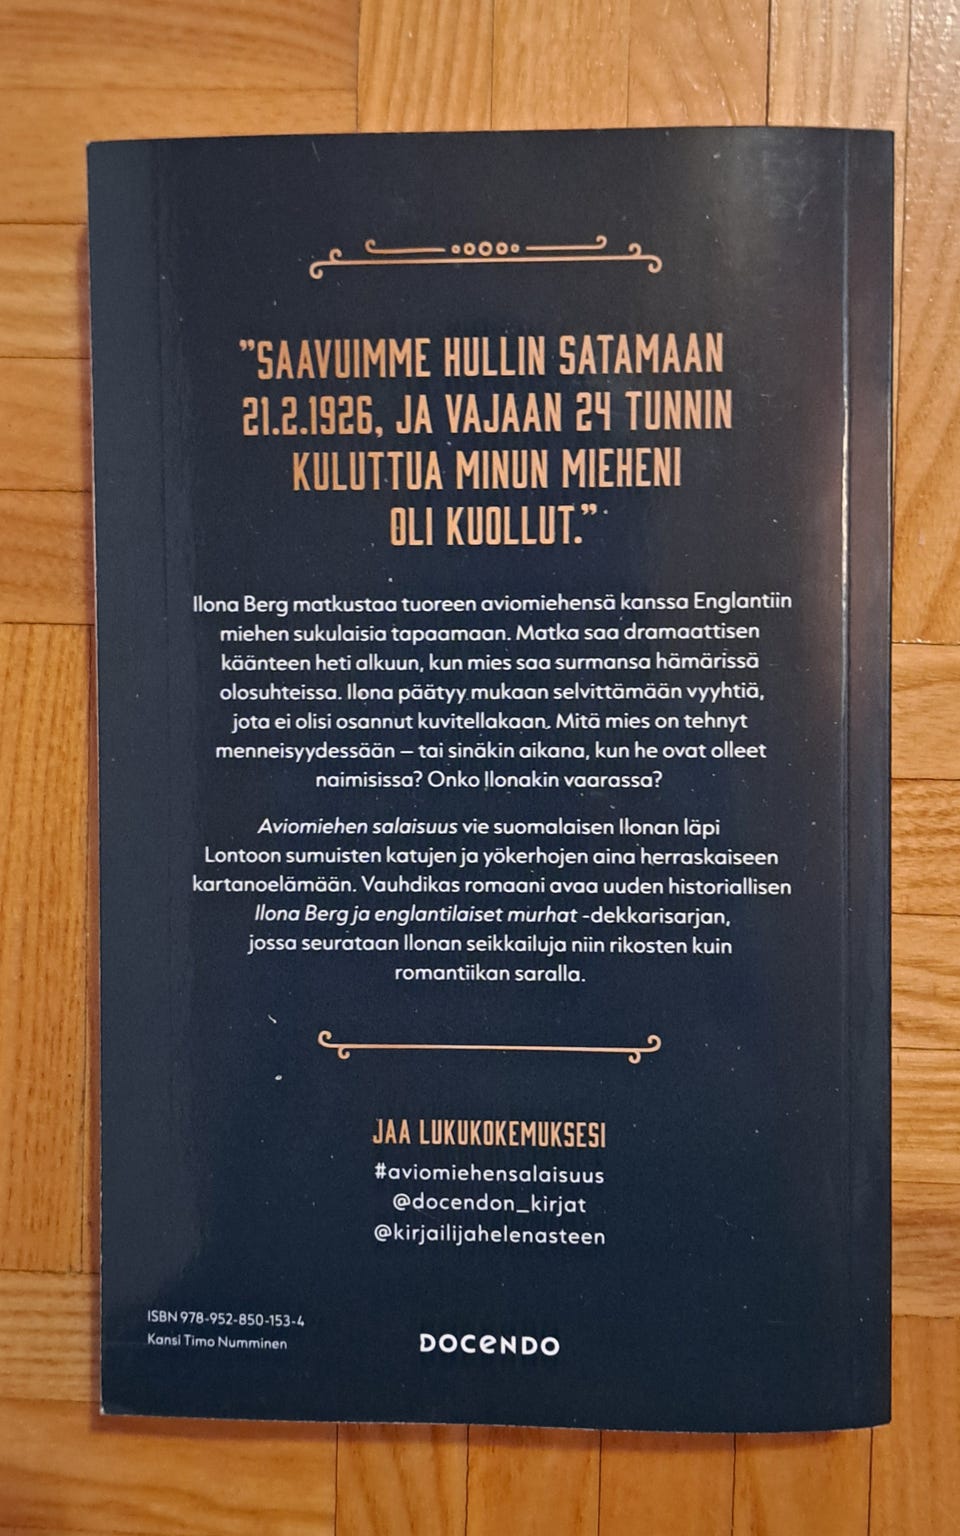 ”SAAVUIMME HULLIN SATAMAAN
21.2.1926, JA VAJAAN 24 TUNNIN
KULUTTUA MINUN MIEHENI
OLI KUOLLUT.”
Ilona Berg matkustaa tuoreen aviomiehensä kanssa Englantiin
miehen sukulaisia tapaamaan. Matka saa dramaattisen
käänteen heti alkuun, kun mies saa surmansa hämärissä
olosuhteissa. Ilona päätyy mukaan selvittämään vyyhtiä,
jota ei olisi osannut kuvitellakaan. Mitä mies on tehnyt
menneisyydessään – tai sinäkin aikana, kun he ovat olleet
naimisissa? Onko Ilonakin vaarassa?
Aviomiehen salaisuus vie suomalaisen Ilonan läpi
Lontoon sumuisten katujen ja yökerhojen aina herraskaiseen
kartanoelämään. Vauhdikas romaani avaa uuden historiallisen
Ilona Berg ja englantilaiset murhat -dekkarisarjan,
jossa seurataan Ilonan seikkailuja niin rikosten kuin
romantiikan saralla.
JAA LUKUKOKEMUKSESI
#aviomiehensalaisuus
@docendon_kirjat
@kirjailijahelenasteen
ISBN 978-952-850-153-4
Kansi Timo Numminen
DOCENDO